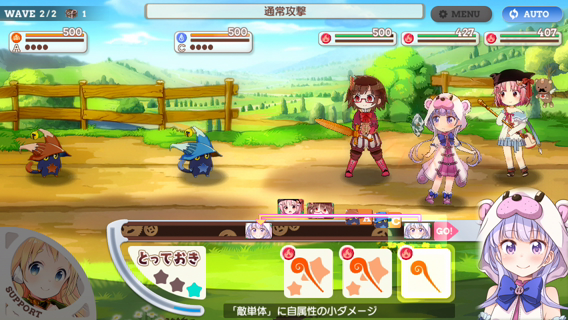 WAVE 2/2 1
通常攻撃
MENU
AUTO
500
A
500
C
500
427
407
GO!
とっておき
SUPPORT
「敵単体」に自属性の小ダメージ